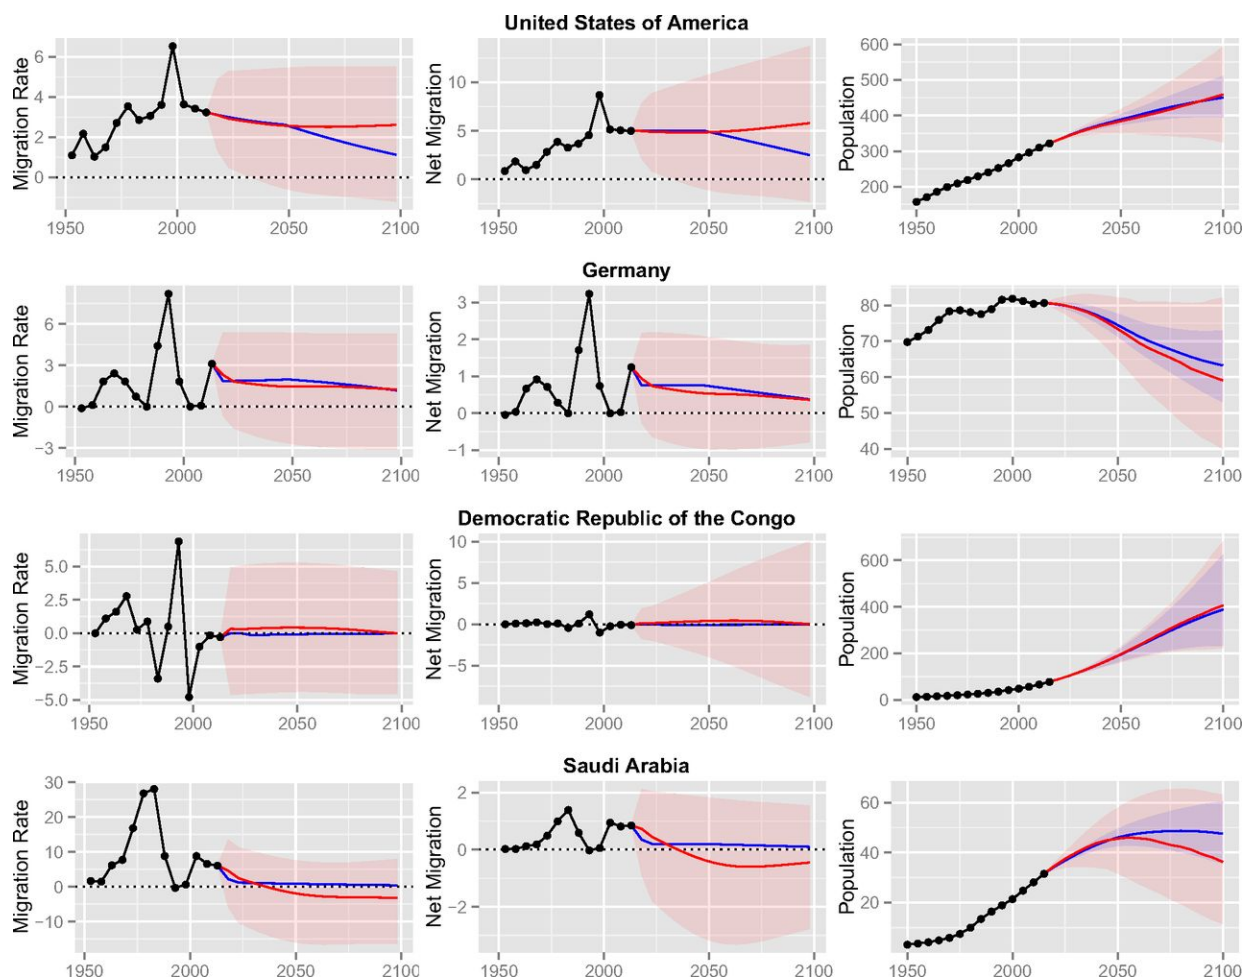 United States of America
Migration Rate
6
4
2
0
1950 2000 2050 2100
Net Migration
10
5
0
1950 2000 2050 2100
Population
600
500
400
300
200
1950 2000 2050 2100
Germany
Migration Rate
6
3
0
−3
1950 2000 2050 2100
Net Migration
3
2
1
0
−1
1950 2000 2050 2100
Population
80
70
60
50
40
1950 2000 2050 2100
Democratic Republic of the Congo
Migration Rate
5.0
2.5
0.0
−2.5
−5.0
1950 2000 2050 2100
Net Migration
10
5
0
−5
1950 2000 2050 2100
Population
600
400
200
0
1950 2000 2050 2100
Saudi Arabia
Migration Rate
30
20
10
0
−10
1950 2000 2050 2100
Net Migration
2
0
−2
1950 2000 2050 2100
Population
60
40
20
1950 2000 2050 2100